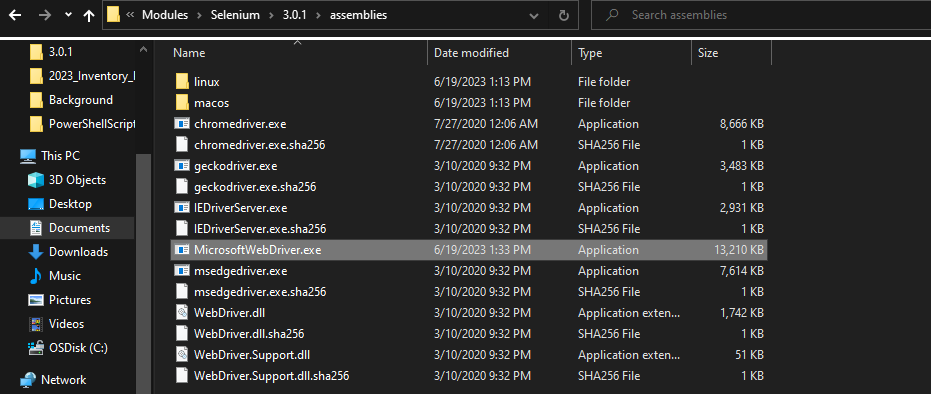 « Modules > Selenium > 3.0.1 > assemblies
Search assemblies
3.0.1
2023_Inventory_
Background
PowerShellScript
This PC
3D Objects
Desktop
Documents
Downloads
Music
Pictures
Videos
OSDisk (C:)
Network
Name Date modified Type Size
linux 6/19/2023 1:13 PM File folder
macos 6/19/2023 1:13 PM File folder
chromedriver.exe 7/27/2020 12:06 AM Application 8,666 KB
chromedriver.exe.sha256 7/27/2020 12:06 AM SHA256 File 1 KB
geckodriver.exe 3/10/2020 9:32 PM Application 3,483 KB
geckodriver.exe.sha256 3/10/2020 9:32 PM SHA256 File 1 KB
IEDriverServer.exe 3/10/2020 9:32 PM Application 2,931 KB
IEDriverServer.exe.sha256 3/10/2020 9:32 PM SHA256 File 1 KB
MicrosoftWebDriver.exe 6/19/2023 1:33 PM Application 13,210 KB
msedgedriver.exe 3/10/2020 9:32 PM Application 7,614 KB
msedgedriver.exe.sha256 3/10/2020 9:32 PM SHA256 File 1 KB
WebDriver.dll 3/10/2020 9:32 PM Application exten... 1,742 KB
WebDriver.dll.sha256 3/10/2020 9:32 PM SHA256 File 1 KB
WebDriver.Support.dll 3/10/2020 9:32 PM Application exten... 51 KB
WebDriver.Support.dll.sha256 3/10/2020 9:32 PM SHA256 File 1 KB